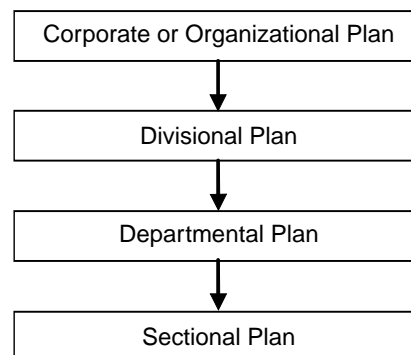 Corporate or Organizational Plan
Divisional Plan
Departmental Plan
Sectional Plan